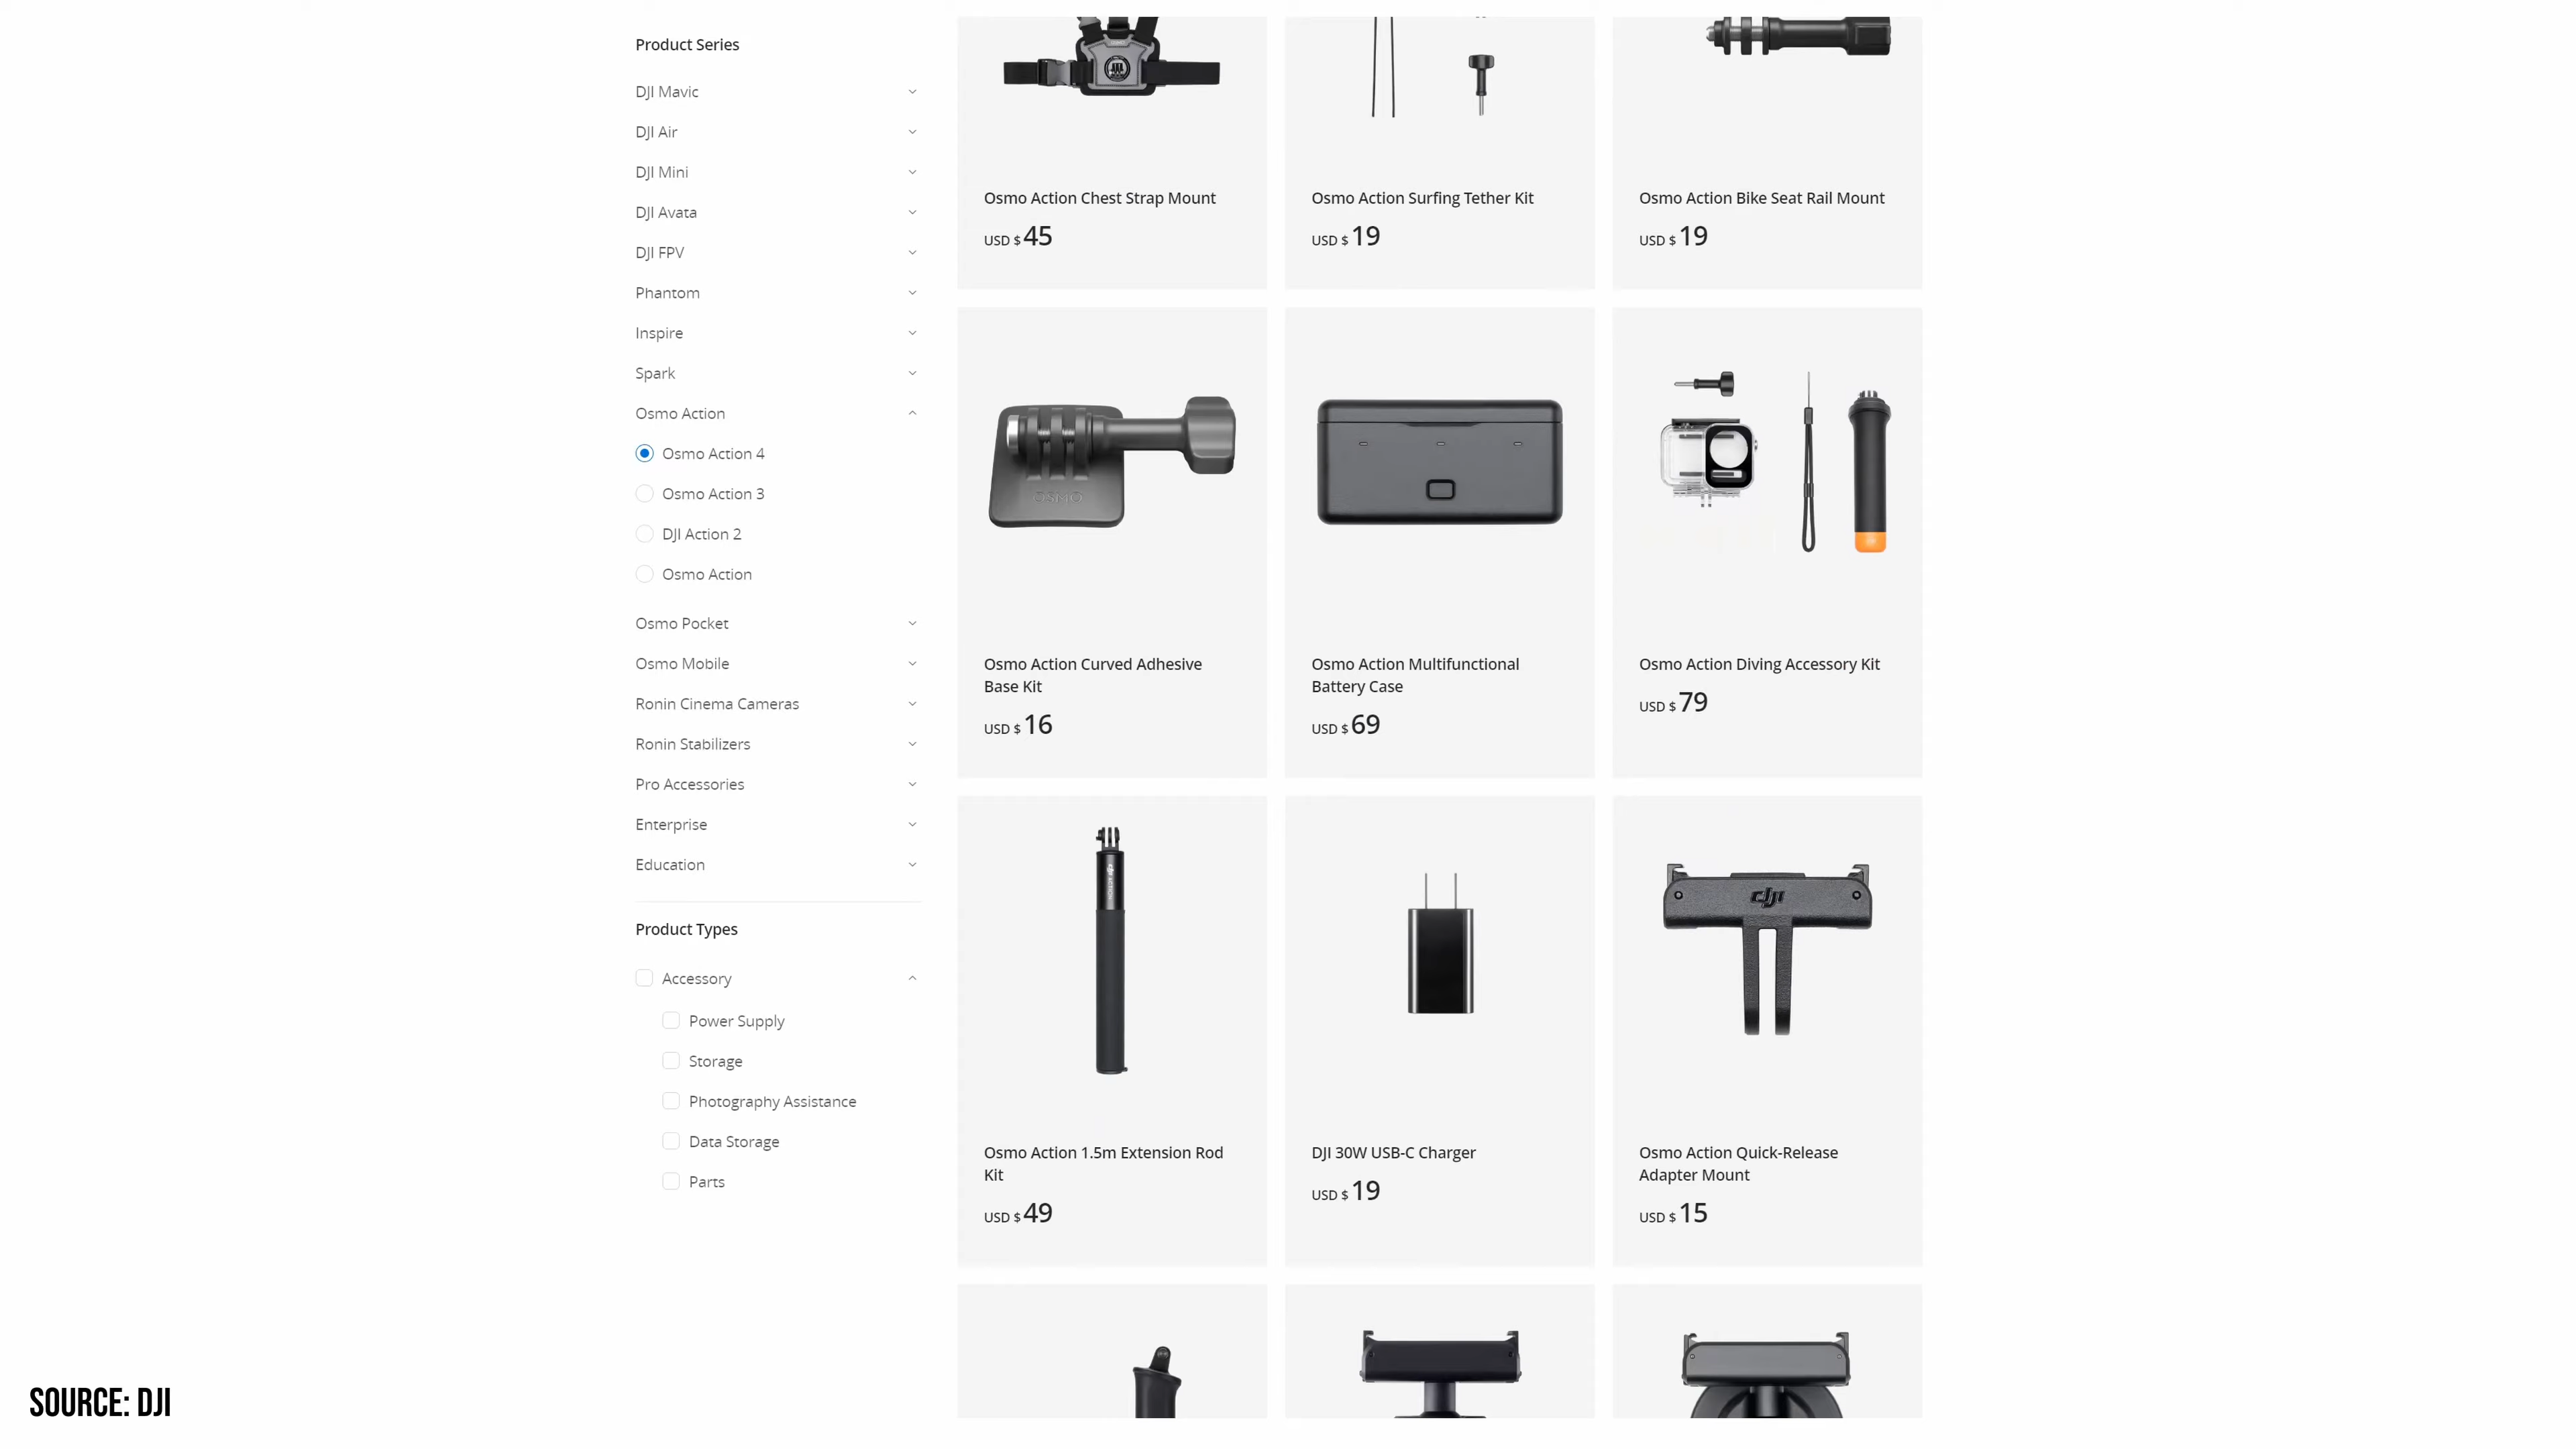 Product Series
DJI Mavic
DJI Air
DJI Mini
DJI Avata
DJI FPV
Phantom
Inspire
Spark
Osmo Action
Osmo Action 4
Osmo Action 3
DJI Action 2
Osmo Action
Osmo Pocket
Osmo Mobile
Ronin Cinema Cameras
Ronin Stabilizers
Pro Accessories
Enterprise
Education
Product Types
Accessory
Power Supply
Storage
Photography Assistance
Data Storage
Parts
Osmo Action Chest Strap Mount
USD $ 45
Osmo Action Surfing Tether Kit
USD $ 19
Osmo Action Bike Seat Rail Mount
USD $ 19
OSMO
Osmo Action Curved Adhesive
Base Kit
USD $ 16
Osmo Action Multifunctional
Battery Case
USD $ 69
Osmo Action Diving Accessory Kit
USD $ 79
dji ACTION
Osmo Action 1.5m Extension Rod
Kit
USD $ 49
DJI 30W USB-C Charger
USD $ 19
dji
Osmo Action Quick-Release
Adapter Mount
USD $ 15
SOURCE: DJI